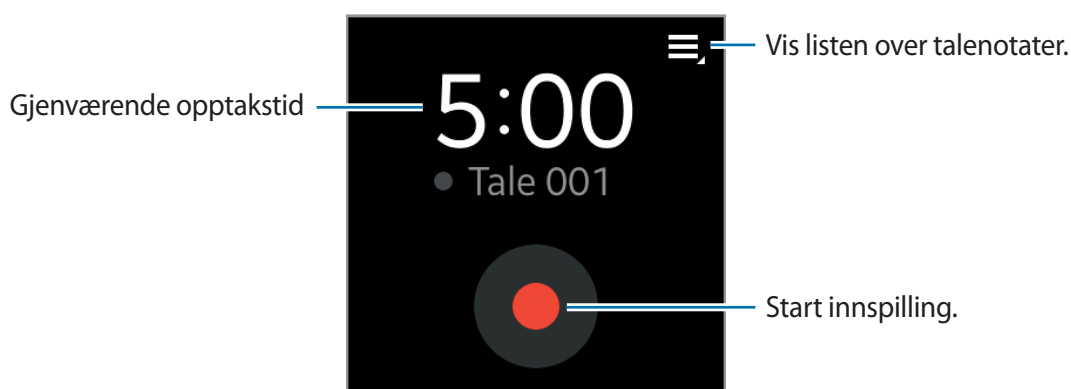 Vis listen over talenotater.
Gjenværende opptakstid
5:00
Tale 001
Start innspilling.